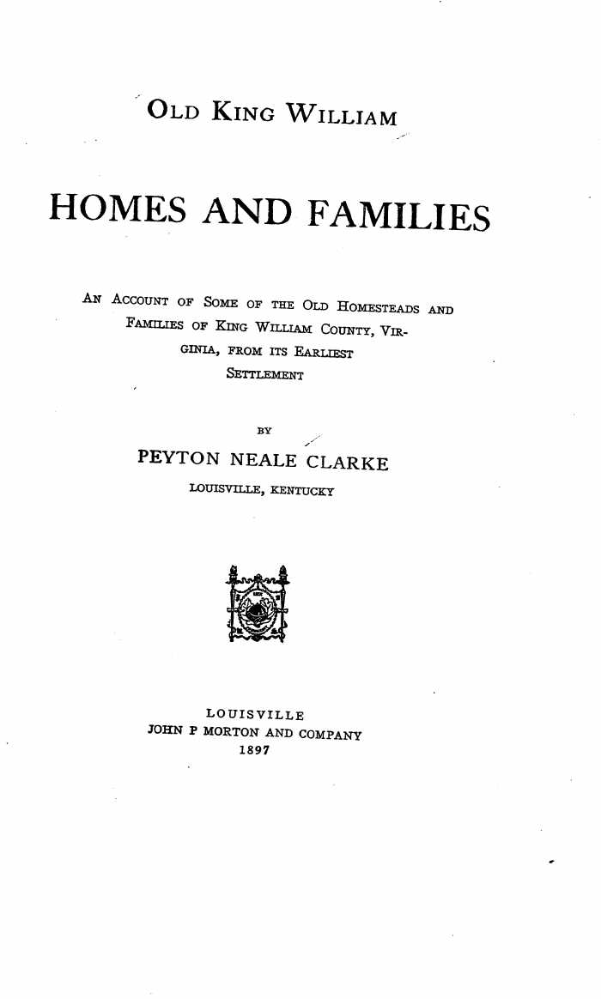 OLD KING WILLIAM
HOMES AND FAMILIES
AN ACCOUNT OF SOME OF THE OLD HOMESTEADS AND
FAMILIES OF KING WILLIAM COUNTY, VIR-
GINIA, FROM ITS EARLIEST
SETTLEMENT
BY
PEYTON NEALE CLARKE
LOUISVILLE, KENTUCKY
LOUISVILLE
JOHN P MORTON AND COMPANY
1897